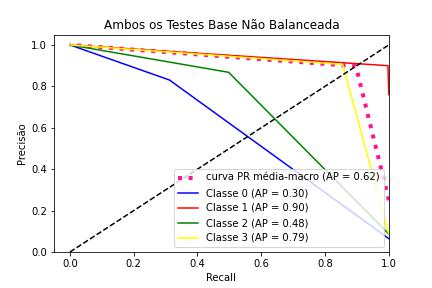 Ambos os Testes Base Não Balanceada
Precisão
1.0
0.8
0.6
0.4
0.2
0.0
curva PR média-macro (AP = 0.62)
Classe 0 (AP = 0.30)
Classe 1 (AP = 0.90)
Classe 2 (AP = 0.48)
Classe 3 (AP = 0.79)
0.0 0.2 0.4 0.6 0.8 1.0
Recall